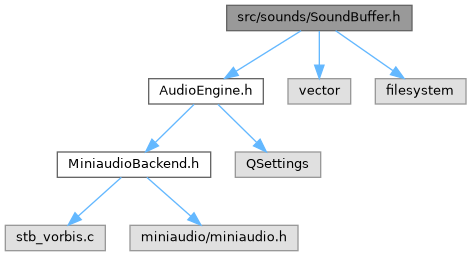 src/sounds/SoundBuffer.h
AudioEngine.h
vector
filesystem
MiniaudioBackend.h
QSettings
stb_vorbis.c
miniaudio/miniaudio.h